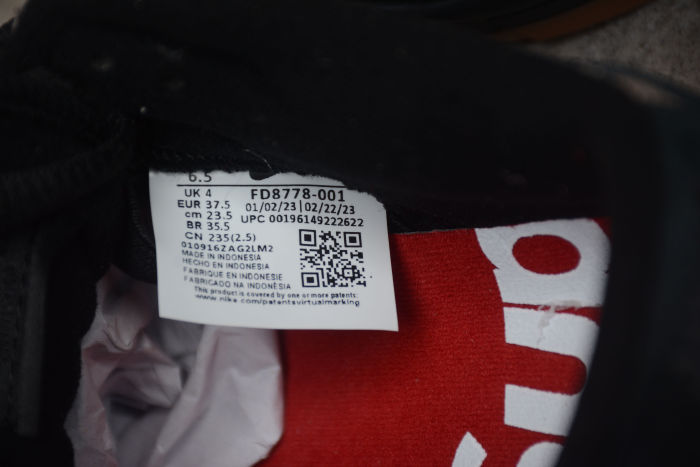 6.5
UK 4
EUR 37.5
cm 23.5
BR 35.5
CN 235(2.5)
010916ZAG2LM2
MADE IN INDONESIA
HECHO EN INDONESIA
FABRIQUE EN INDONESIE
FABRICADO NA INDONÉSIA
This product is covered by one or more patents:
www.nike.com/patentsvirtualmarking
FD8778-001
01/02/23 | 02/22/23
UPC 00196149222622
Sup